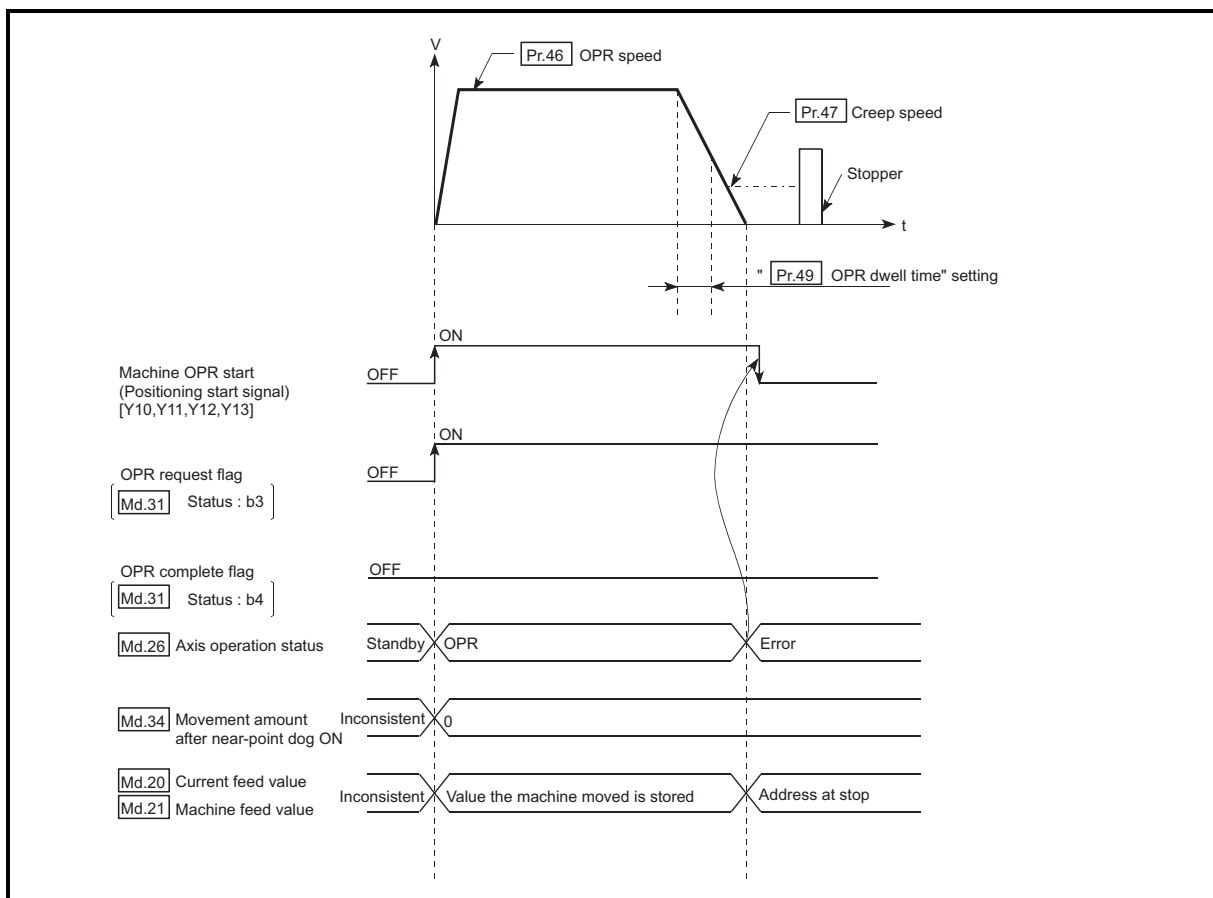 V
Pr.46 OPR speed
Pr.47 Creep speed
Stopper
t
" Pr.49 OPR dwell time" setting
ON
Machine OPR start
(Positioning start signal)
[Y10,Y11,Y12,Y13]
OFF
ON
OPR request flag
Md.31 Status : b3
OFF
OPR complete flag
Md.31 Status : b4
OFF
Md.26 Axis operation status
Standby
OPR
Error
Md.34 Movement amount
after near-point dog ON
Inconsistent
0
Md.20 Current feed value
Md.21 Machine feed value
Inconsistent
Value the machine moved is stored
Address at stop